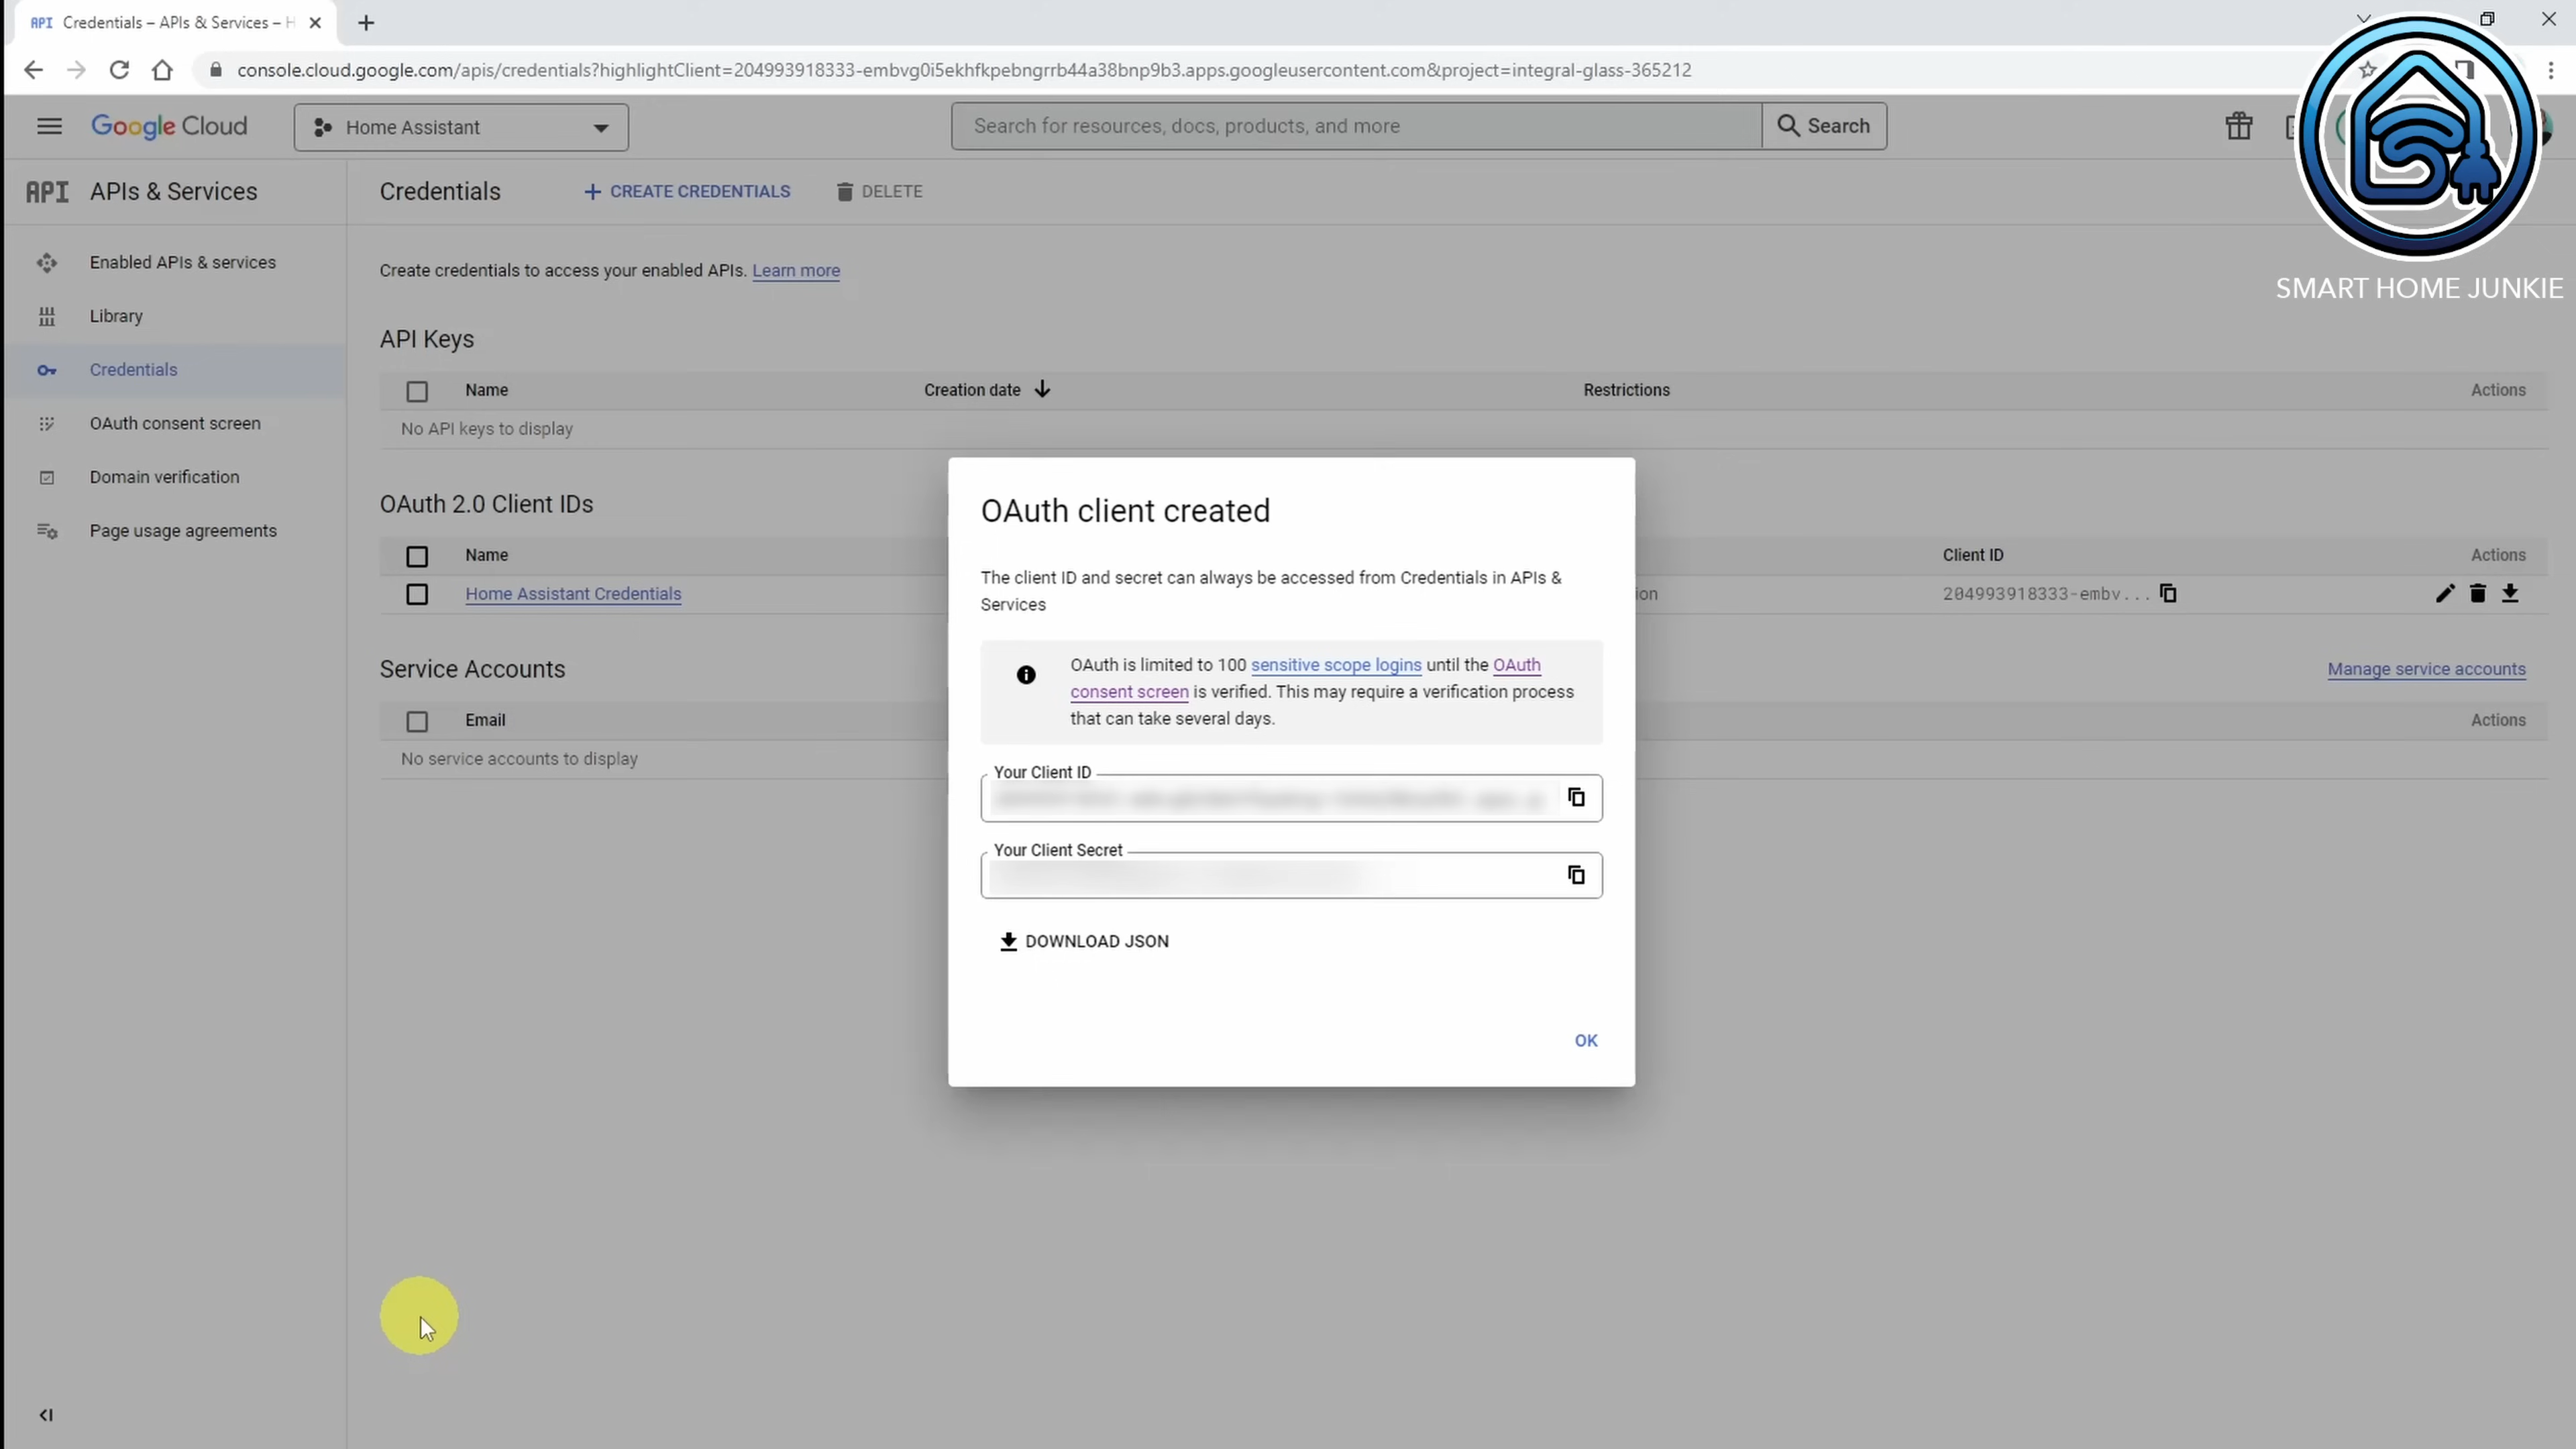 API Credentials – APIs & Services – H
console.cloud.google.com/apis/credentials?highlightClient=204993918333-embvg0i5ekhfkpebngrrb44a38bnp9b3.apps.googleusercontent.com&project=integral-glass-365212
Google Cloud
Home Assistant
Search for resources, docs, products, and more
Search
SMART HOME JUNKIE
API APIs & Services
Enabled APIs & services
Library
Credentials
OAuth consent screen
Domain verification
Page usage agreements
Credentials
+ CREATE CREDENTIALS
DELETE
Create credentials to access your enabled APIs. Learn more
API Keys
Name Creation date Restrictions Actions
No API keys to display
OAuth 2.0 Client IDs
Name Client ID Actions
Home Assistant Credentials ion 204993918333-embv...
Service Accounts
Manage service accounts
Email Actions
No service accounts to display
OAuth client created
The client ID and secret can always be accessed from Credentials in APIs &
Services
OAuth is limited to 100 sensitive scope logins until the OAuth
consent screen is verified. This may require a verification process
that can take several days.
Your Client ID
Your Client Secret
DOWNLOAD JSON
OK